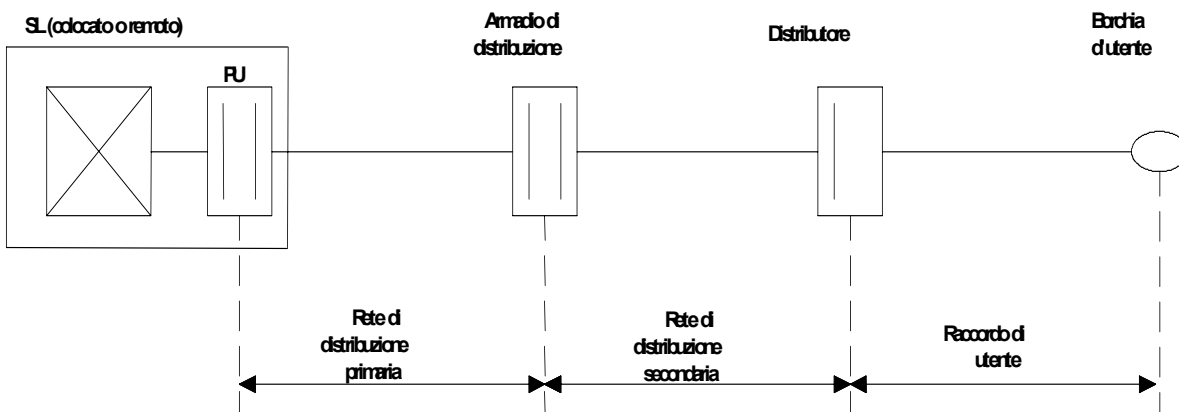 SL (colocato o remoto)
Armadio di
distribuzione
Distributore
Borchia
d'utente
PU
Rete di
distribuzione
primaria
Rete di
distribuzione
secondaria
Raccordo di
utente